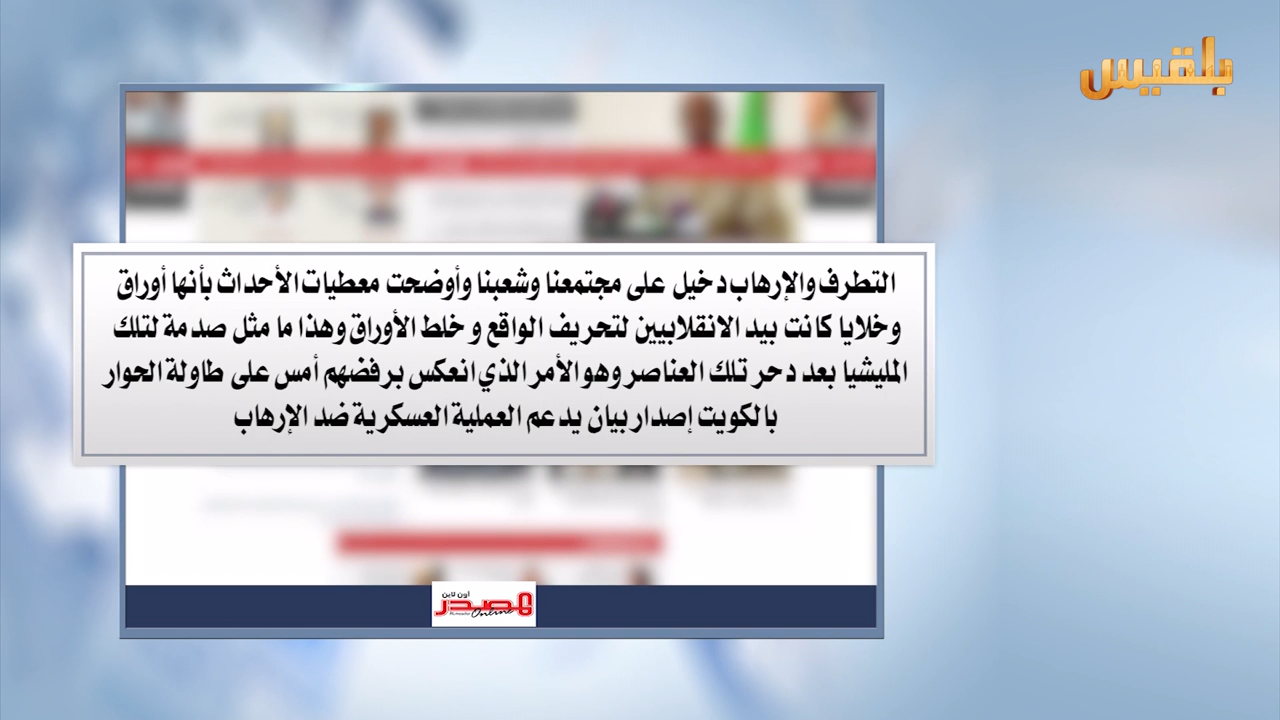 بلقيس
التطرف والإرهاب دخيل على مجتمعنا وشعبنا وأوضحت معطيات الأحداث بأنها أوراق
وخلايا كانت بيد الانقلابيين لتحريف الواقع و خلط الأوراق وهذا ما مثل صدمة لتلك
المليشيا بعد دحر تلك العناصر وهو الأمر الذي انعكس برفضهم أمس على طاولة الحوار
بالكويت إصدار بيان يدعم العملية العسكرية ضد الإرهاب
أون لاين
المصدر
Online